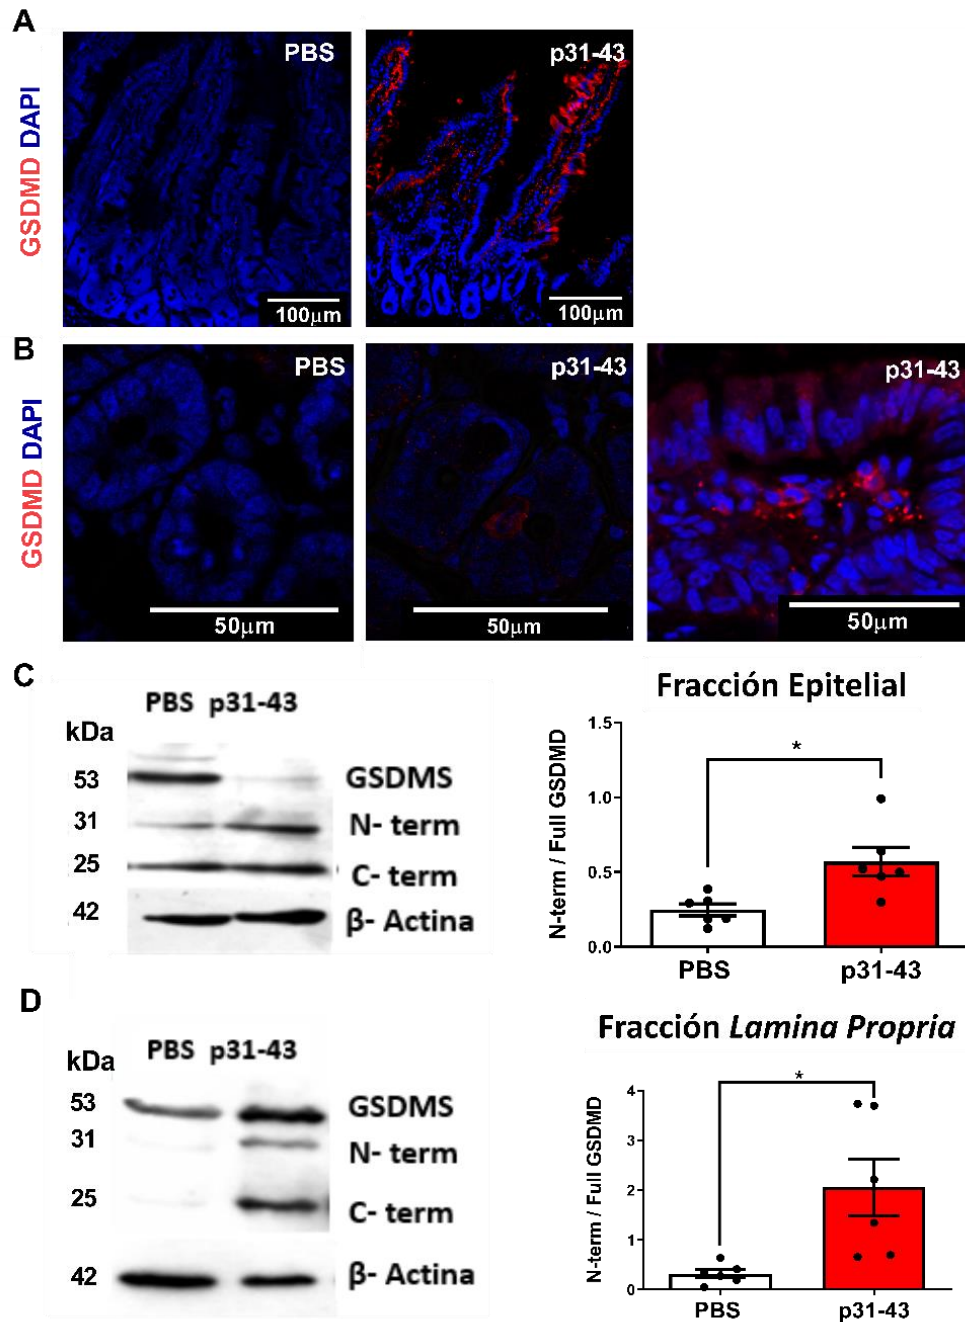 A
GSDMD DAPI
PBS
100μm
p31-43
100μm
B
GSDMD DAPI
PBS
50μm
p31-43
50μm
p31-43
50μm
C
PBS p31-43
kDa
53 GSDMS
31 N- term
25 C- term
42 β- Actina
Fracción Epitelial
N-term / Full GSDMD
1.5
1.0
0.5
0.0
*
PBS p31-43
D
PBS p31-43
kDa
53 GSDMS
31 N- term
25 C- term
42 β- Actina
Fracción Lamina Propria
N-term / Full GSDMD
4
3
2
1
0
*
PBS p31-43